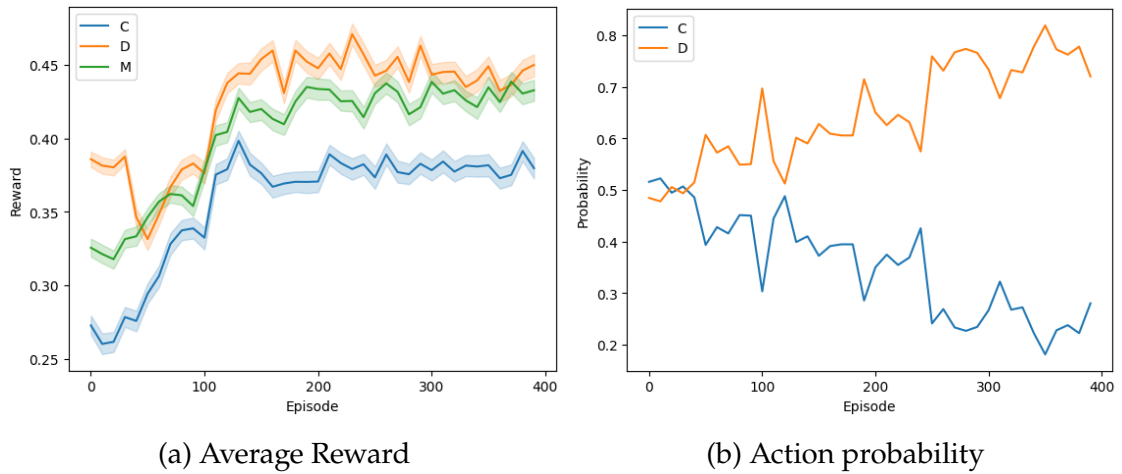 C
D
M
0.45
0.40
0.35
0.30
0.25
Reward
0
100
200
300
400
Episode
(a) Average Reward
C
D
0.8
0.7
0.6
0.5
0.4
0.3
0.2
Probability
0
100
200
300
400
Episode
(b) Action probability